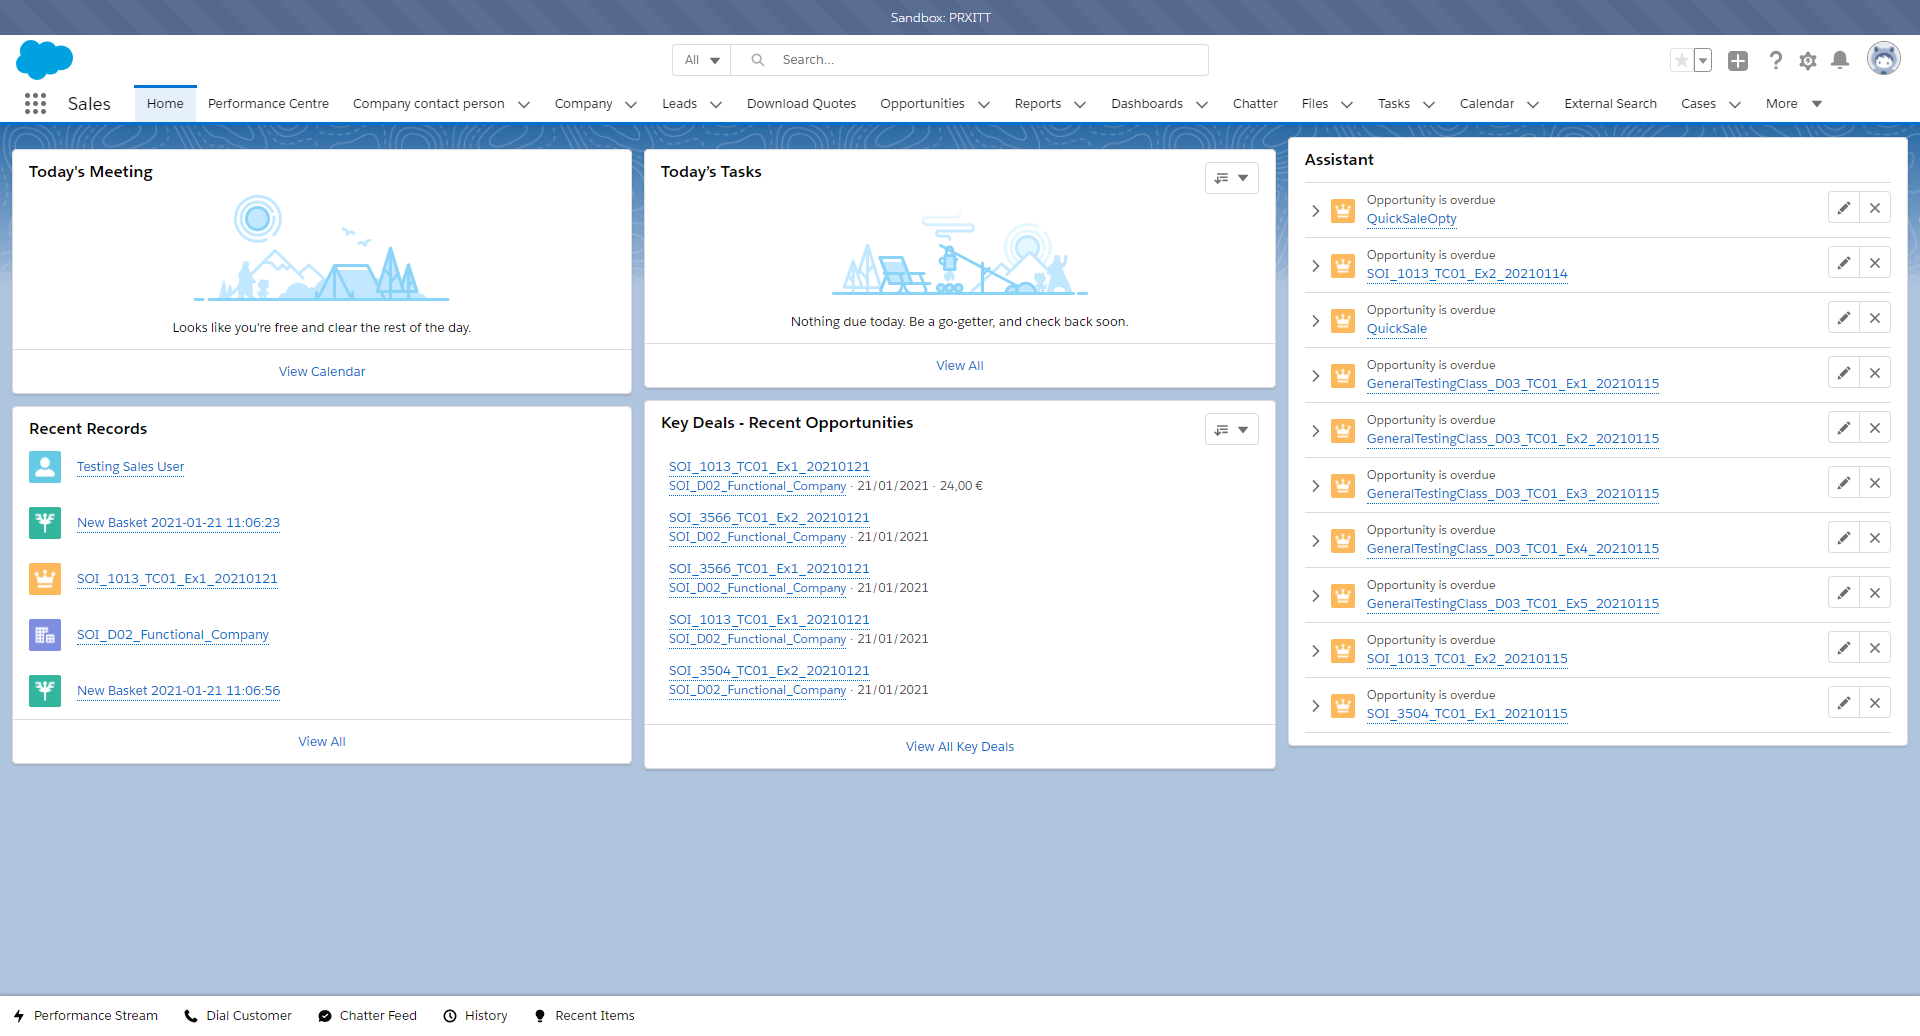 Sandbox: PRXITT
All
Search...
Sales
Home
Performance Centre
Company contact person
Company
Leads
Download Quotes
Opportunities
Reports
Dashboards
Chatter
Files
Tasks
Calendar
External Search
Cases
More
Today's Meeting
Looks like you're free and clear the rest of the day.
View Calendar
Recent Records
Testing Sales User
New Basket 2021-01-21 11:06:23
SOI_1013_TC01_Ex1_20210121
SOI_D02_Functional_Company
New Basket 2021-01-21 11:06:56
View All
Today’s Tasks
Nothing due today. Be a go-getter, and check back soon.
View All
Key Deals - Recent Opportunities
SOI_1013_TC01_Ex1_20210121
SOI_D02_Functional_Company · 21/01/2021 · 24,00 €
SOI_3566_TC01_Ex2_20210121
SOI_D02_Functional_Company · 21/01/2021
SOI_3566_TC01_Ex1_20210121
SOI_D02_Functional_Company · 21/01/2021
SOI_1013_TC01_Ex1_20210121
SOI_D02_Functional_Company · 21/01/2021
SOI_3504_TC01_Ex2_20210121
SOI_D02_Functional_Company · 21/01/2021
View All Key Deals
Assistant
Opportunity is overdue
QuickSaleOpty
Opportunity is overdue
SOI_1013_TC01_Ex2_20210114
Opportunity is overdue
QuickSale
Opportunity is overdue
GeneralTestingClass_D03_TC01_Ex1_20210115
Opportunity is overdue
GeneralTestingClass_D03_TC01_Ex2_20210115
Opportunity is overdue
GeneralTestingClass_D03_TC01_Ex3_20210115
Opportunity is overdue
GeneralTestingClass_D03_TC01_Ex4_20210115
Opportunity is overdue
GeneralTestingClass_D03_TC01_Ex5_20210115
Opportunity is overdue
SOI_1013_TC01_Ex2_20210115
Opportunity is overdue
SOI_3504_TC01_Ex1_20210115
Performance Stream
Dial Customer
Chatter Feed
History
Recent Items